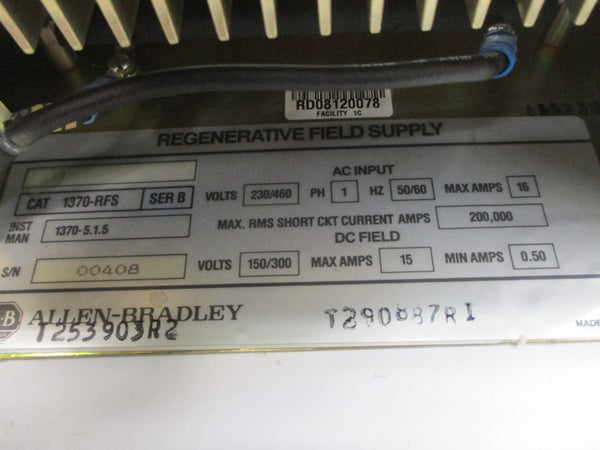 RD08120078
FACILITY 1C
REGENERATIVE FIELD SUPPLY
AC INPUT
CAT 1370-RFS SER B VOLTS 230/460 PH 1 HZ 50/60 MAX AMPS 16
INST MAN 1370-5.1.5 MAX. RMS SHORT CKT CURRENT AMPS 200,000
DC FIELD
S/N 00408 VOLTS 150/300 MAX AMPS 15 MIN AMPS 0.50
ALLEN-BRADLEY
T253903R2 T290887R1
MADE